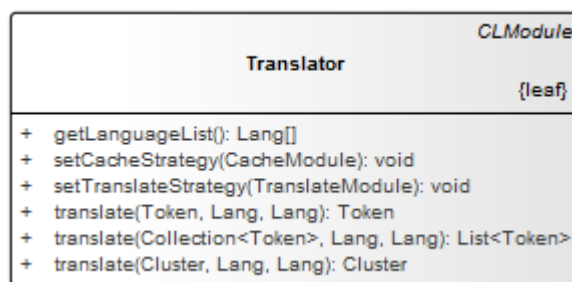 CLModule
Translator
{leaf}
+ getLanguageList(): Lang[]
+ setCacheStrategy(CacheModule): void
+ setTranslateStrategy(TranslateModule): void
+ translate(Token, Lang, Lang): Token
+ translate(Collection<Token>, Lang, Lang): List<Token>
+ translate(Cluster, Lang, Lang): Cluster